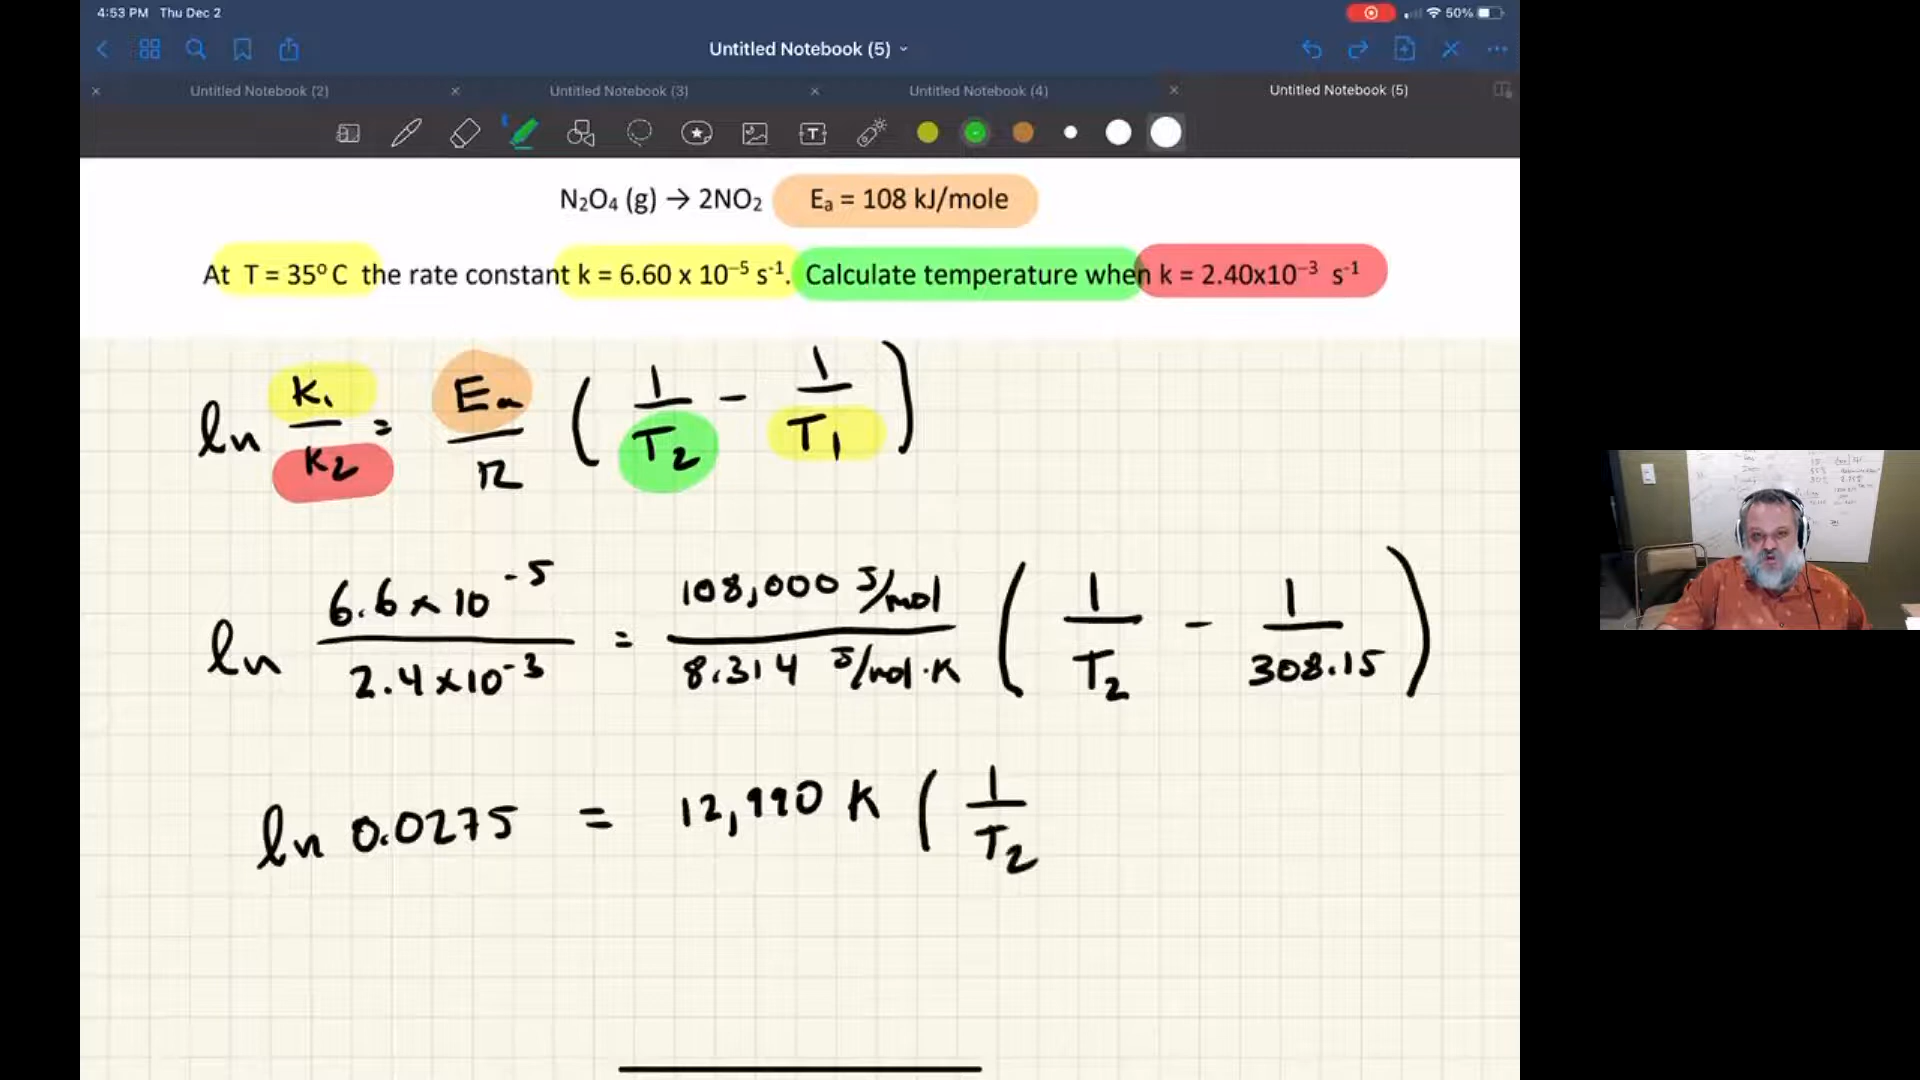 4:53 PM Thu Dec 2
50%
Untitled Notebook (5)
Untitled Notebook (2) Untitled Notebook (3) Untitled Notebook (4) Untitled Notebook (5)
N₂O₄ (g) → 2NO₂ Eₐ = 108 kJ/mole
At T = 35°C the rate constant k = 6.60 x 10⁻⁵ s⁻¹. Calculate temperature when k = 2.40x10⁻³ s⁻¹
ln K₁/K₂ = Ea/R (1/T₂ - 1/T₁)
ln 6.6 x 10⁻⁵/2.4 x 10⁻³ = 108,000 J/mol/8.314 J/mol·K (1/T₂ - 1/308.15)
ln 0.0275 = 12,990 K (1/T₂